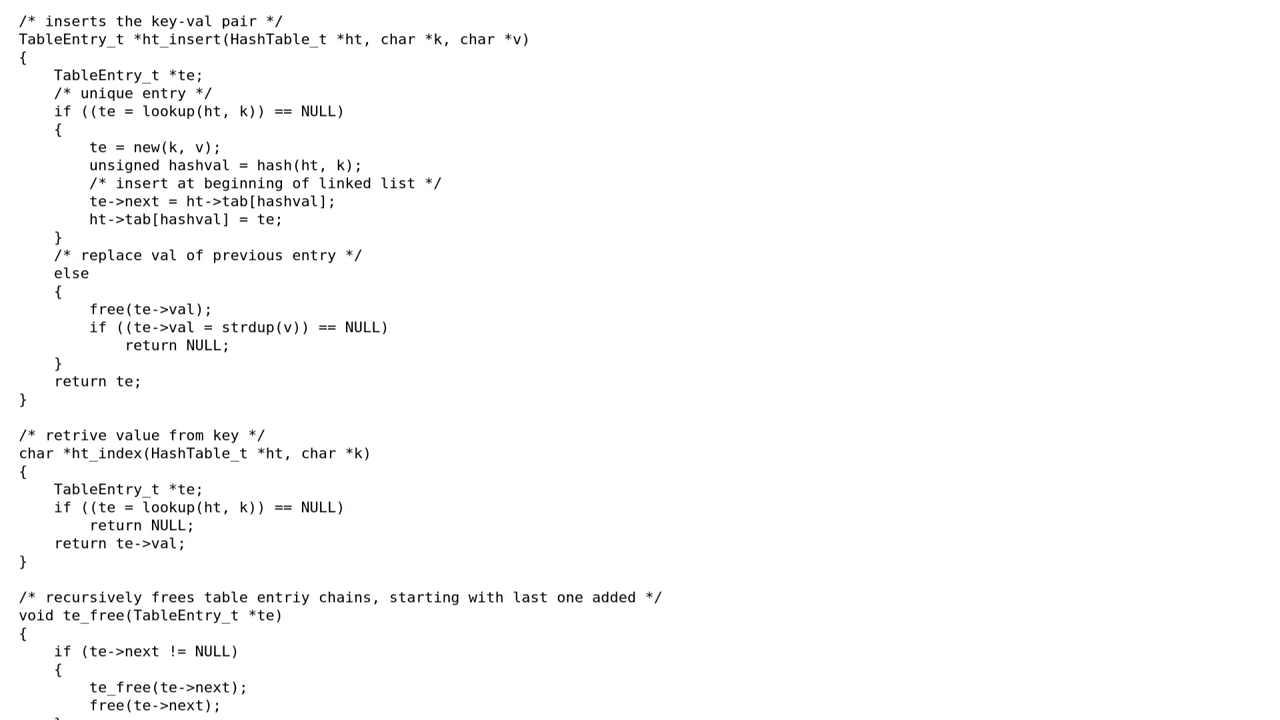 /* inserts the key-val pair */
TableEntry_t *ht_insert(HashTable_t *ht, char *k, char *v)
{
    TableEntry_t *te;
    /* unique entry */
    if ((te = lookup(ht, k)) == NULL)
    {
        te = new(k, v);
        unsigned hashval = hash(ht, k);
        /* insert at beginning of linked list */
        te->next = ht->tab[hashval];
        ht->tab[hashval] = te;
    }
    /* replace val of previous entry */
    else
    {
        free(te->val);
        if ((te->val = strdup(v)) == NULL)
            return NULL;
    }
    return te;
}

/* retrive value from key */
char *ht_index(HashTable_t *ht, char *k)
{
    TableEntry_t *te;
    if ((te = lookup(ht, k)) == NULL)
        return NULL;
    return te->val;
}

/* recursively frees table entriy chains, starting with last one added */
void te_free(TableEntry_t *te)
{
    if (te->next != NULL)
    {
        te_free(te->next);
        free(te->next);